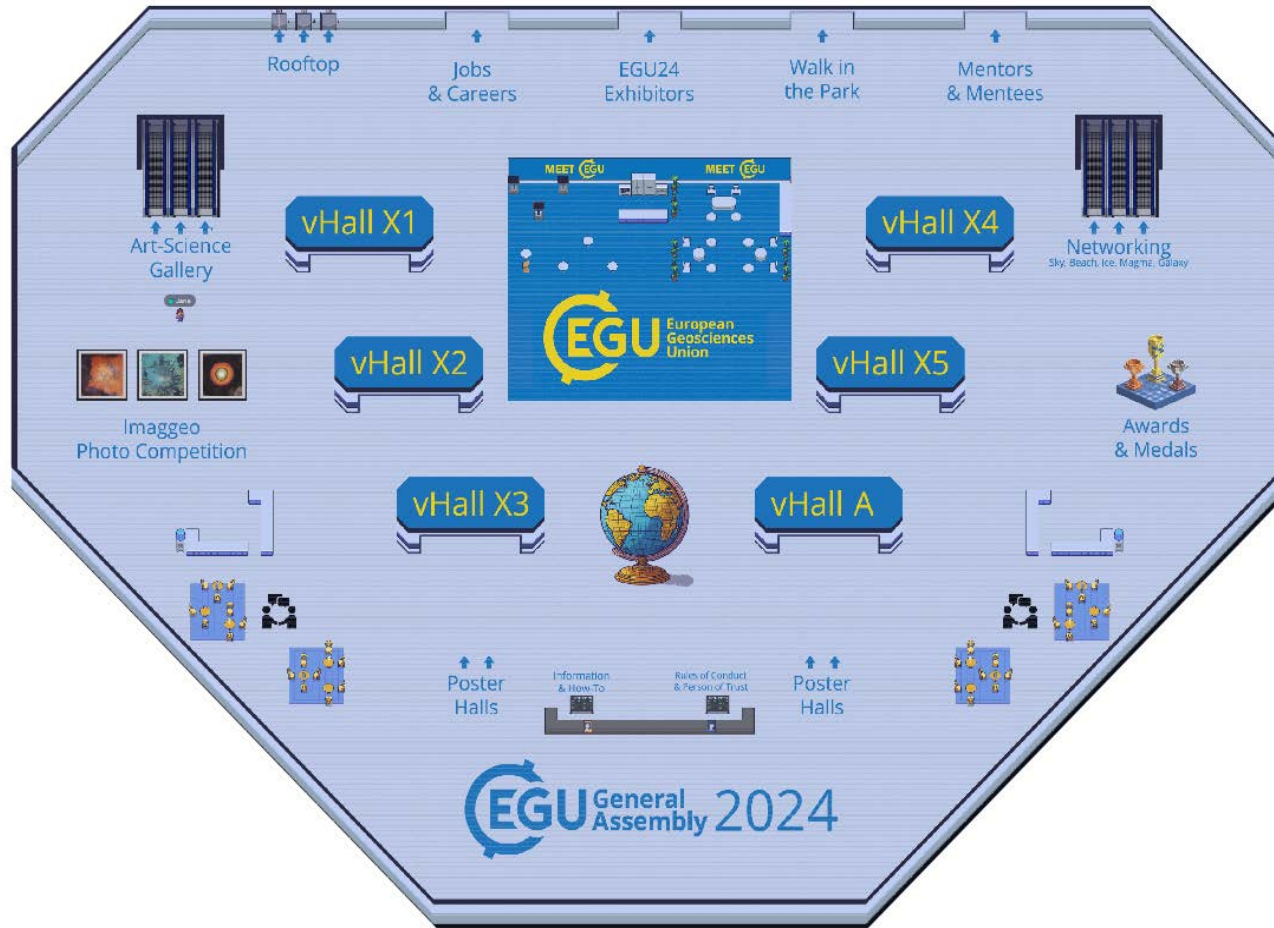 Rooftop
Jobs
& Careers
EGU24
Exhibitors
Walk in
the Park
Mentors
& Mentees
MEET EGU
MEET EGU
vHall X1
vHall X4
Art-Science
Gallery
Networking
Sky, Beach, Ice, Magma, Galaxy
Jane
EGU
European
Geosciences
Union
vHall X2
vHall X5
Imaggeo
Photo Competition
Awards
& Medals
vHall X3
vHall A
Poster
Halls
Information
& How-To
Rules of Conduct
& Person of Trust
Poster
Halls
EGU General
Assembly 2024